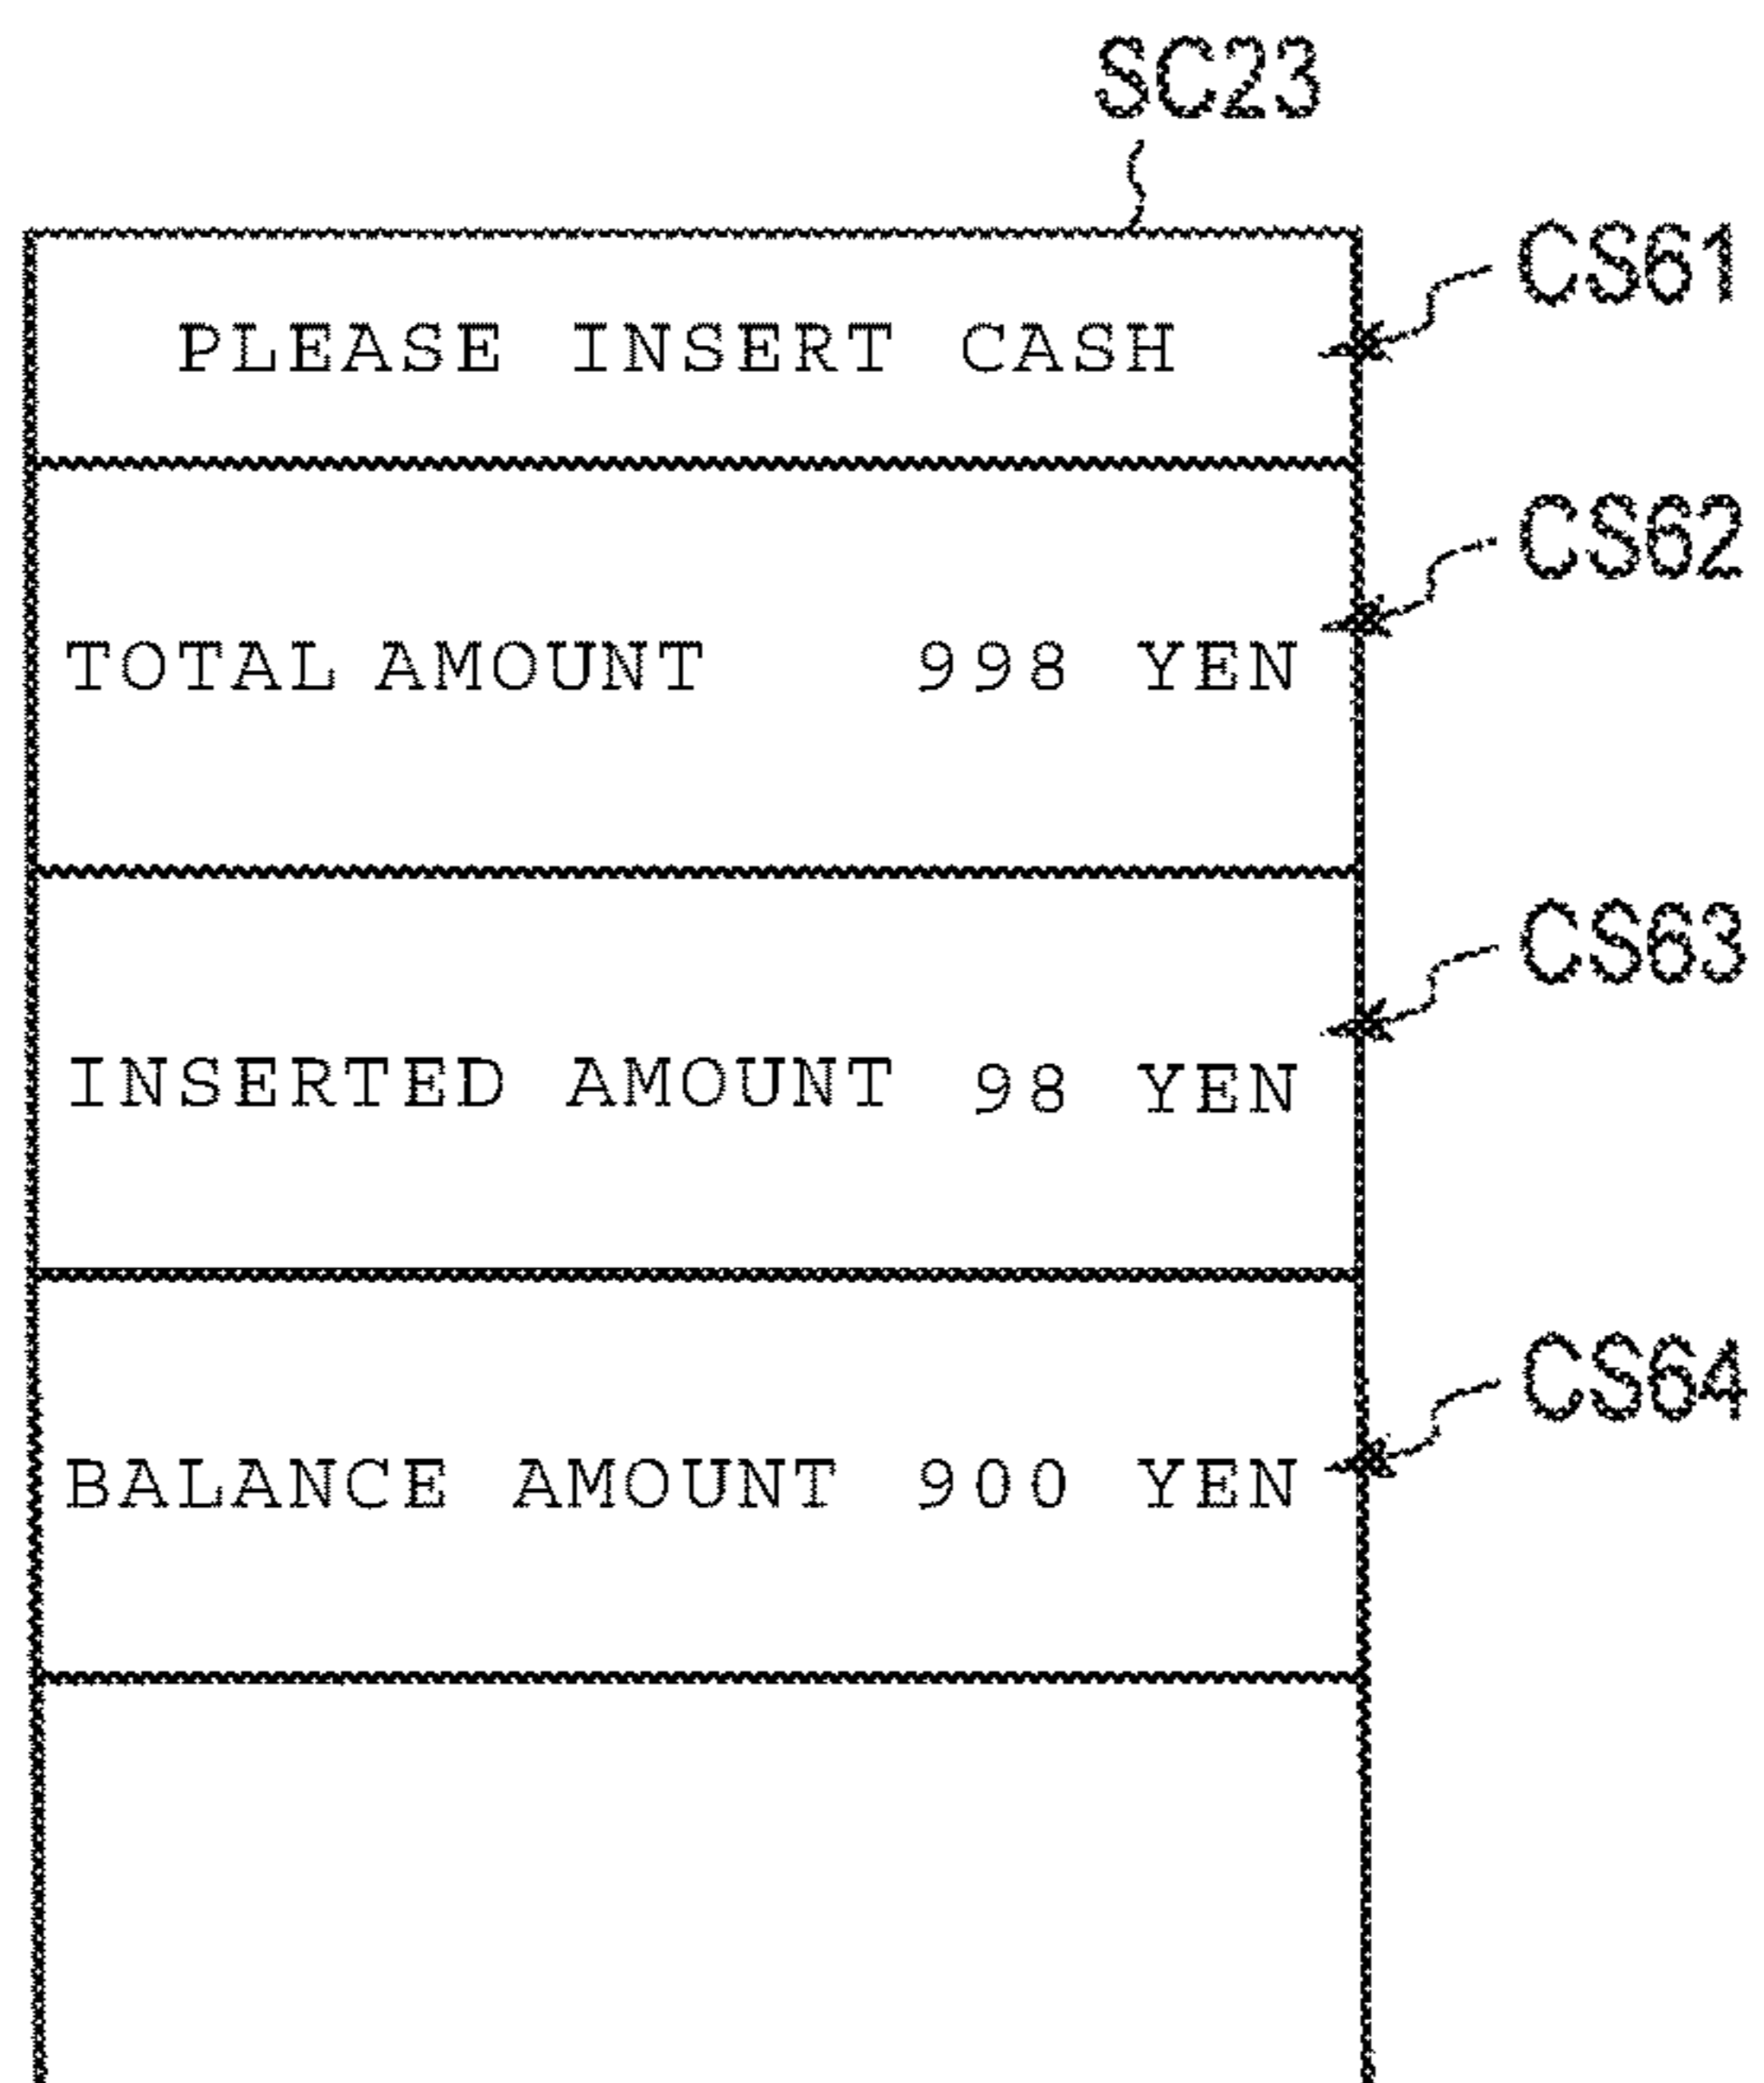 SC23
PLEASE INSERT CASH
CS61
TOTAL AMOUNT 998 YEN
CS62
INSERTED AMOUNT 98 YEN
CS63
BALANCE AMOUNT 900 YEN
CS64